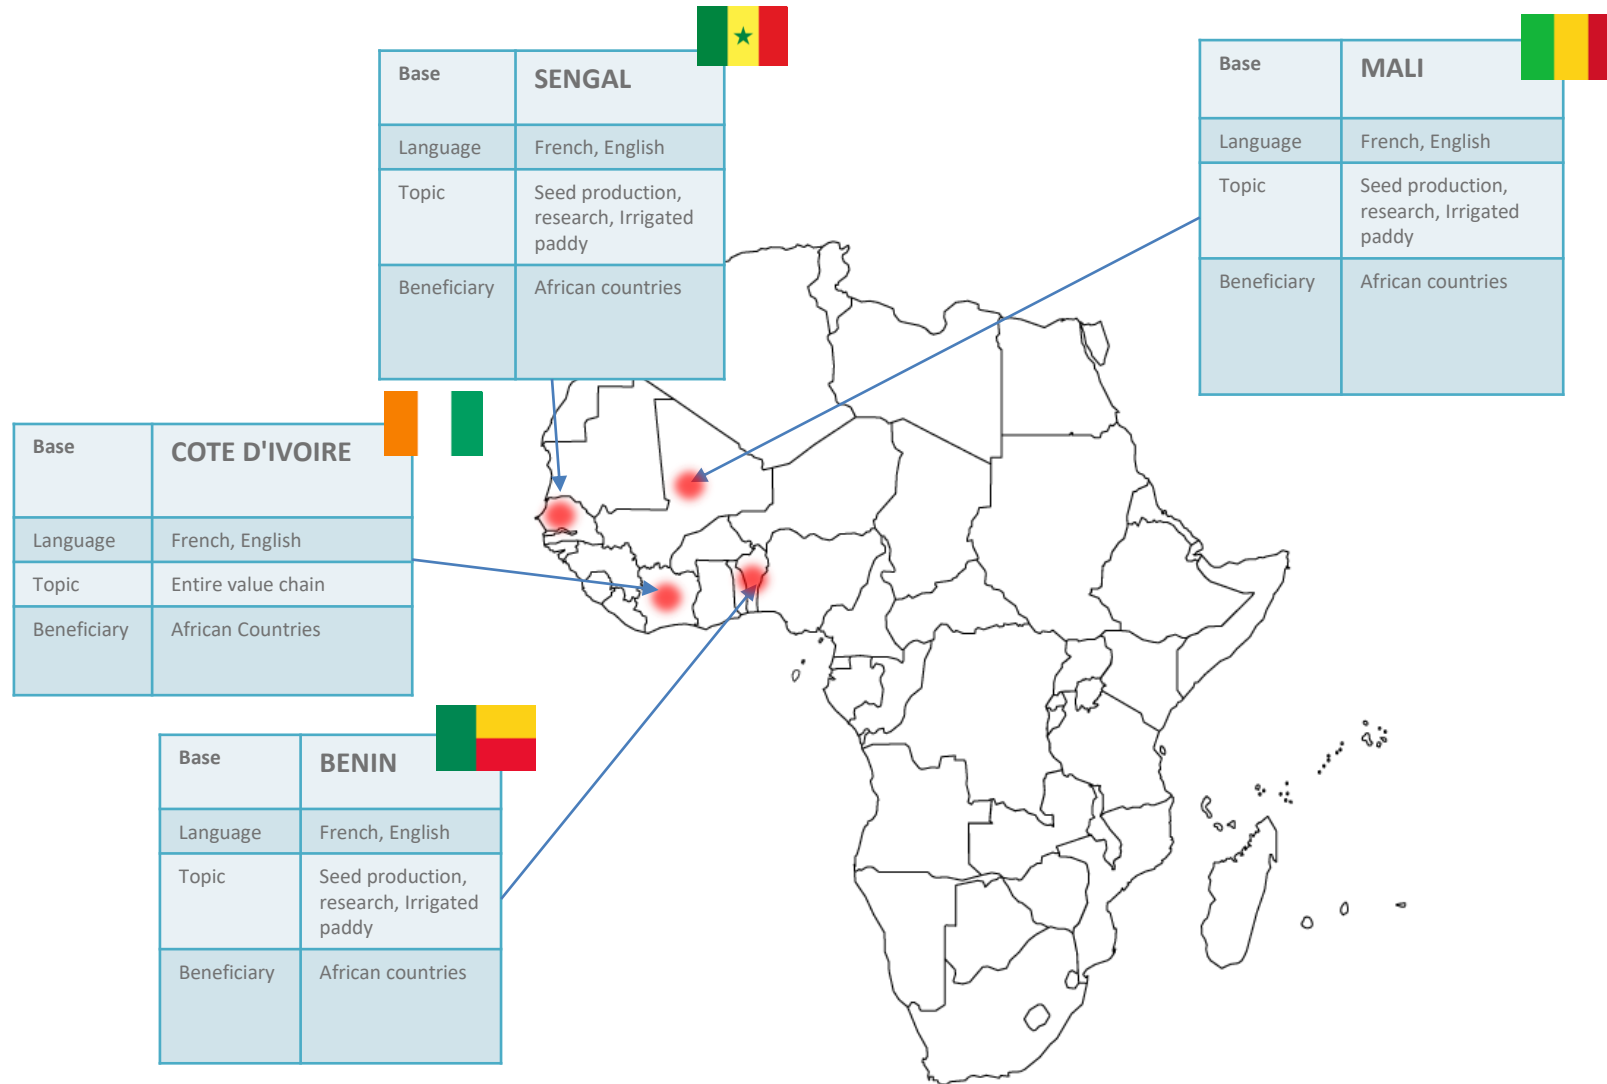 Base SENGAL
Language French, English
Topic Seed production,
research, Irrigated
paddy
Beneficiary African countries
Base MALI
Language French, English
Topic Seed production,
research, Irrigated
paddy
Beneficiary African countries
Base COTE D'IVOIRE
Language French, English
Topic Entire value chain
Beneficiary African Countries
Base BENIN
Language French, English
Topic Seed production,
research, Irrigated
paddy
Beneficiary African countries